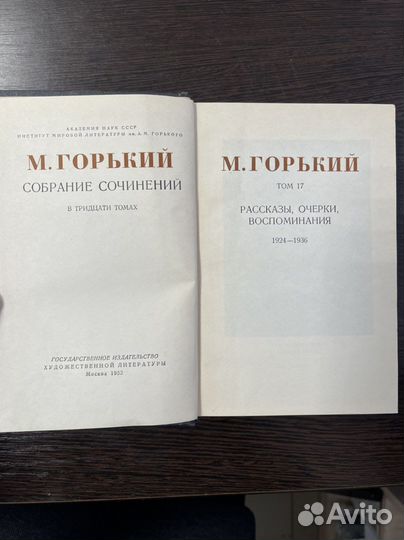 АКАДЕМИЯ НАУК СССР
ИНСТИТУТ МИРОВОЙ ЛИТЕРАТУРЫ им. А. М. ГОРЬКОГО
М. ГОРЬКИЙ
СОБРАНИЕ СОЧИНЕНИЙ
В ТРИДЦАТИ ТОМАХ
ГОСУДАРСТВЕННОЕ ИЗДАТЕЛЬСТВО
ХУДОЖЕСТВЕННОЙ ЛИТЕРАТУРЫ
Москва 1952
М. ГОРЬКИЙ
ТОМ 17
РАССКАЗЫ, ОЧЕРКИ,
ВОСПОМИНАНИЯ
1924—1936
Avito